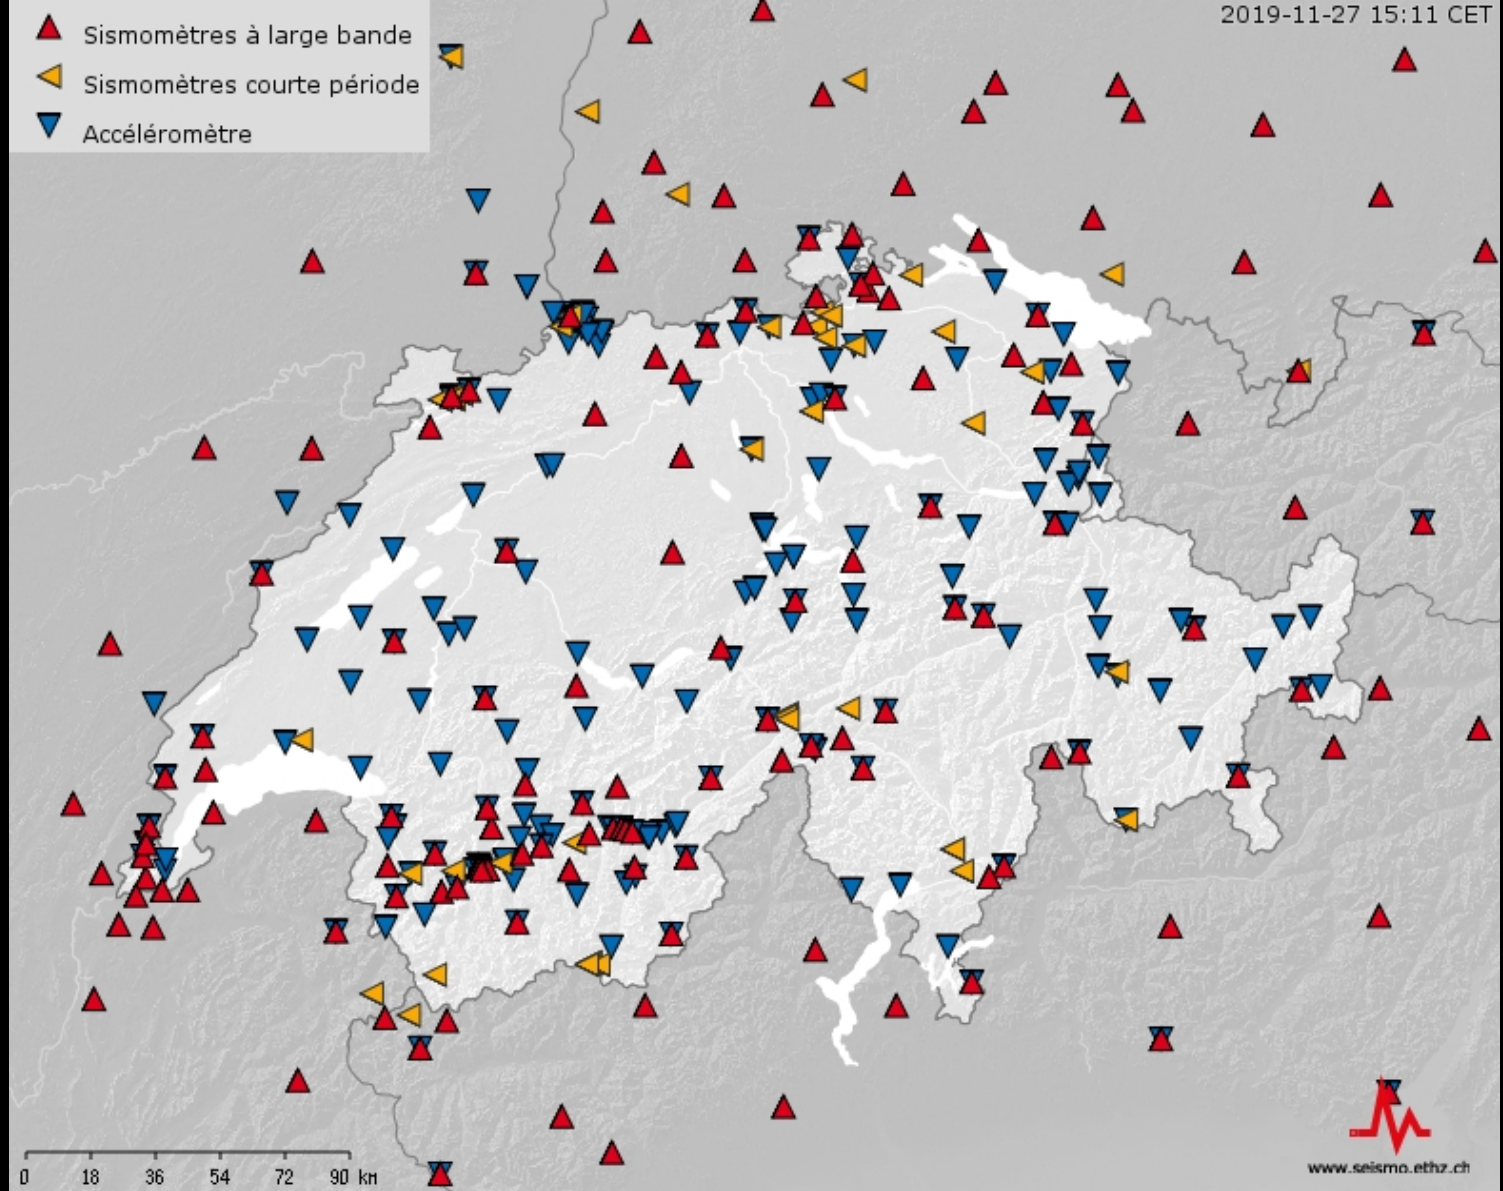 2019-11-27 15:11 CET
Sismomètres à large bande
Sismomètres courte période
Accéléromètre
0 18 36 54 72 90 км
www.seismo.ethz.ch